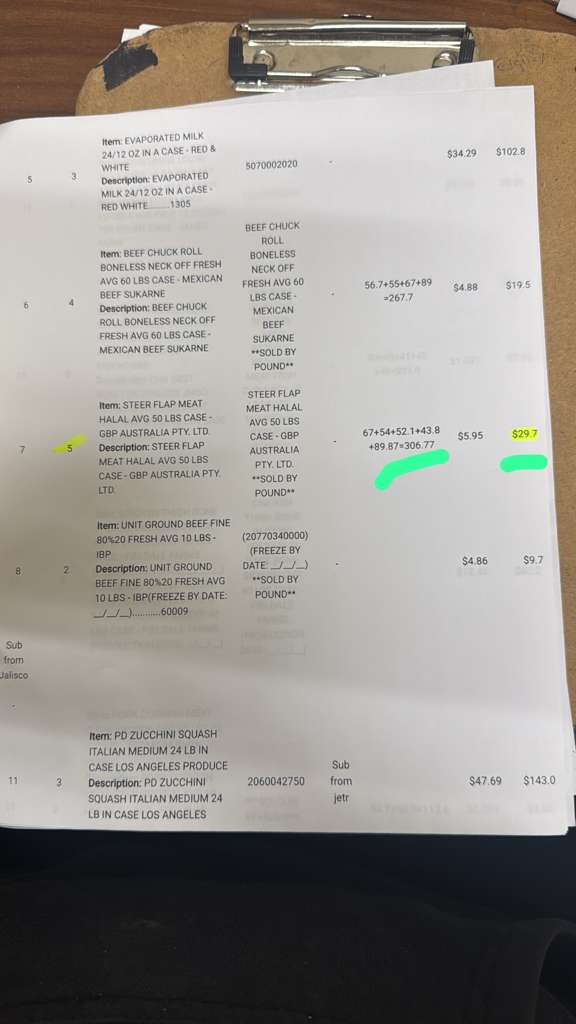 Item: EVAPORATED MILK
24/12 OZ IN A CASE - RED &
WHITE
Description: EVAPORATED
MILK 24/12 OZ IN A CASE -
RED WHITE.........1305
5
3
5070002020
-
$34.29
$102.8
Item: BEEF CHUCK ROLL
BONELESS NECK OFF FRESH
AVG 60 LBS CASE - MEXICAN
BEEF SUKARNE
Description: BEEF CHUCK
ROLL BONELESS NECK OFF
FRESH AVG 60 LBS CASE -
MEXICAN BEEF SUKARNE
6
4
BEEF CHUCK
ROLL
BONELESS
NECK OFF
FRESH AVG 60
LBS CASE -
MEXICAN
BEEF
SUKARNE
**SOLD BY
POUND**
-
56.7+55+67+89
=267.7
$4.88
$19.5
Item: STEER FLAP MEAT
HALAL AVG 50 LBS CASE -
GBP AUSTRALIA PTY. LTD.
Description: STEER FLAP
MEAT HALAL AVG 50 LBS
CASE - GBP AUSTRALIA PTY.
LTD.
7
5
STEER FLAP
MEAT HALAL
AVG 50 LBS
CASE - GBP
AUSTRALIA
PTY. LTD.
**SOLD BY
POUND**
-
67+54+52.1+43.8
+89.87=306.77
$5.95
$29.7
Item: UNIT GROUND BEEF FINE
80%20 FRESH AVG 10 LBS -
IBP
Description: UNIT GROUND
BEEF FINE 80%20 FRESH AVG
10 LBS - IBP(FREEZE BY DATE:
__/__/__)...........60009
8
2
(20770340000)
(FREEZE BY
DATE: __/__/__)
**SOLD BY
POUND**
-
$4.86
$9.7
Sub
from
Jalisco
-
Item: PD ZUCCHINI SQUASH
ITALIAN MEDIUM 24 LB IN
CASE LOS ANGELES PRODUCE
Description: PD ZUCCHINI
SQUASH ITALIAN MEDIUM 24
LB IN CASE LOS ANGELES
11
3
2060042750
Sub
from
jetr
$47.69
$143.0